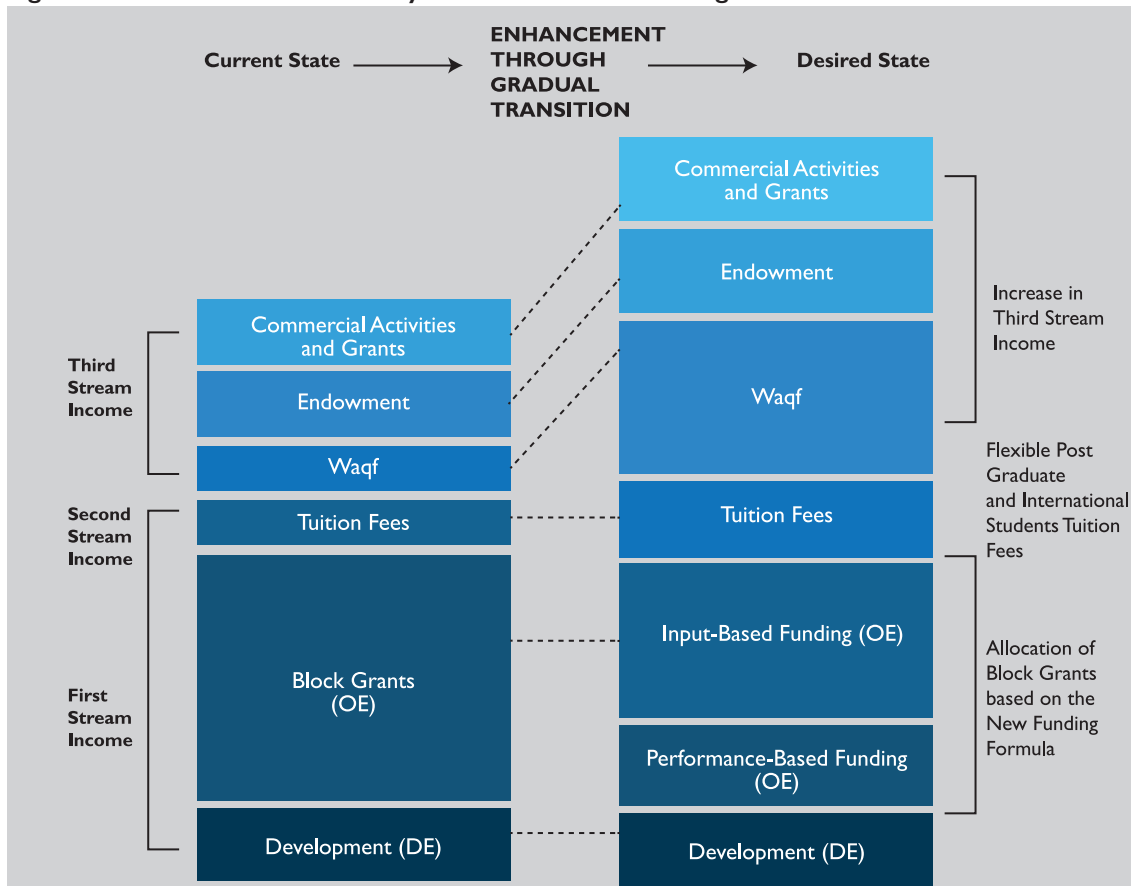 Current State
ENHANCEMENT
THROUGH
GRADUAL
TRANSITION
Desired State
Third
Stream
Income
Second
Stream
Income
First
Stream
Income
Commercial Activities
and Grants
Endowment
Waqf
Tuition Fees
Block Grants
(OE)
Development (DE)
Commercial Activities
and Grants
Endowment
Waqf
Tuition Fees
Input-Based Funding (OE)
Performance-Based Funding
(OE)
Development (DE)
Increase in
Third Stream
Income
Flexible Post
Graduate
and International
Students Tuition
Fees
Allocation of
Block Grants
based on the
New Funding
Formula